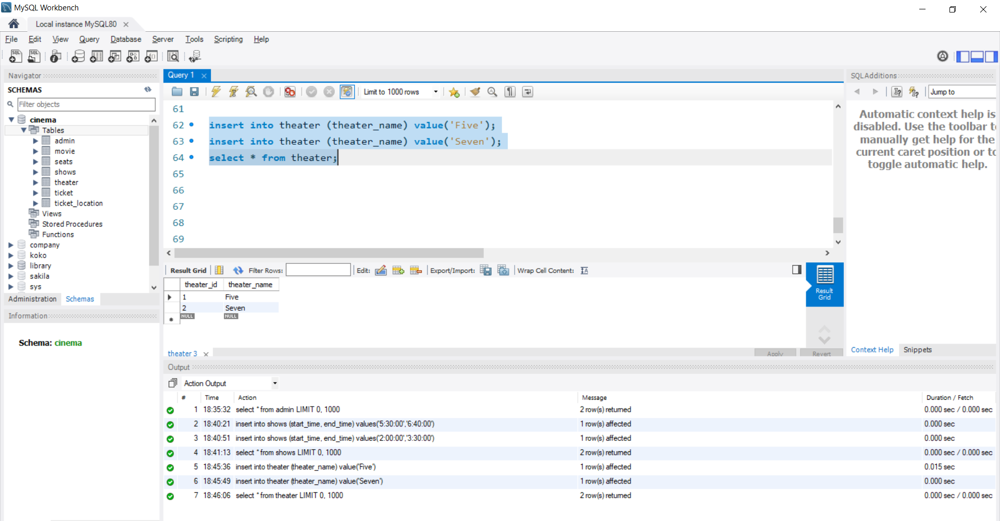 MySQL Workbench
Local instance MySQL80
File Edit View Query Database Server Tools Scripting Help
Navigator
SCHEMAS
Filter objects
cinema
Tables
admin
movie
seats
shows
theater
ticket
ticket_location
Views
Stored Procedures
Functions
company
koko
library
sakila
sys
Administration Schemas
Information
Schema: cinema
Query 1
Limit to 1000 rows
61
62 insert into theater (theater_name) value('Five');
63 insert into theater (theater_name) value('Seven');
64 select * from theater;
65
66
67
68
69
Result Grid Filter Rows: Edit: Export/Import: Wrap Cell Content:
theater_id theater_name
1 Five
2 Seven
NULL NULL
Result
Grid
theater 3
Apply Revert
SQLAdditions
Jump to
Automatic context help is
disabled. Use the toolbar t
manually get help for the
current caret position or to
toggle automatic help.
Context Help Snippets
Output
Action Output
# Time Action Message Duration / Fetch
1 18:35:32 select * from admin LIMIT 0, 1000 2 row(s) returned 0.000 sec / 0.000 sec
2 18:40:21 insert into shows (start_time, end_time) values('5:30:00','6:40:00') 1 row(s) affected 0.000 sec
3 18:40:51 insert into shows (start_time, end_time) values('2:00:00','3:30:00') 1 row(s) affected 0.000 sec
4 18:41:13 select * from shows LIMIT 0, 1000 2 row(s) returned 0.000 sec / 0.000 sec
5 18:45:36 insert into theater (theater_name) value('Five') 1 row(s) affected 0.015 sec
6 18:45:49 insert into theater (theater_name) value('Seven') 1 row(s) affected 0.000 sec
7 18:46:06 select * from theater LIMIT 0, 1000 2 row(s) returned 0.000 sec / 0.000 sec